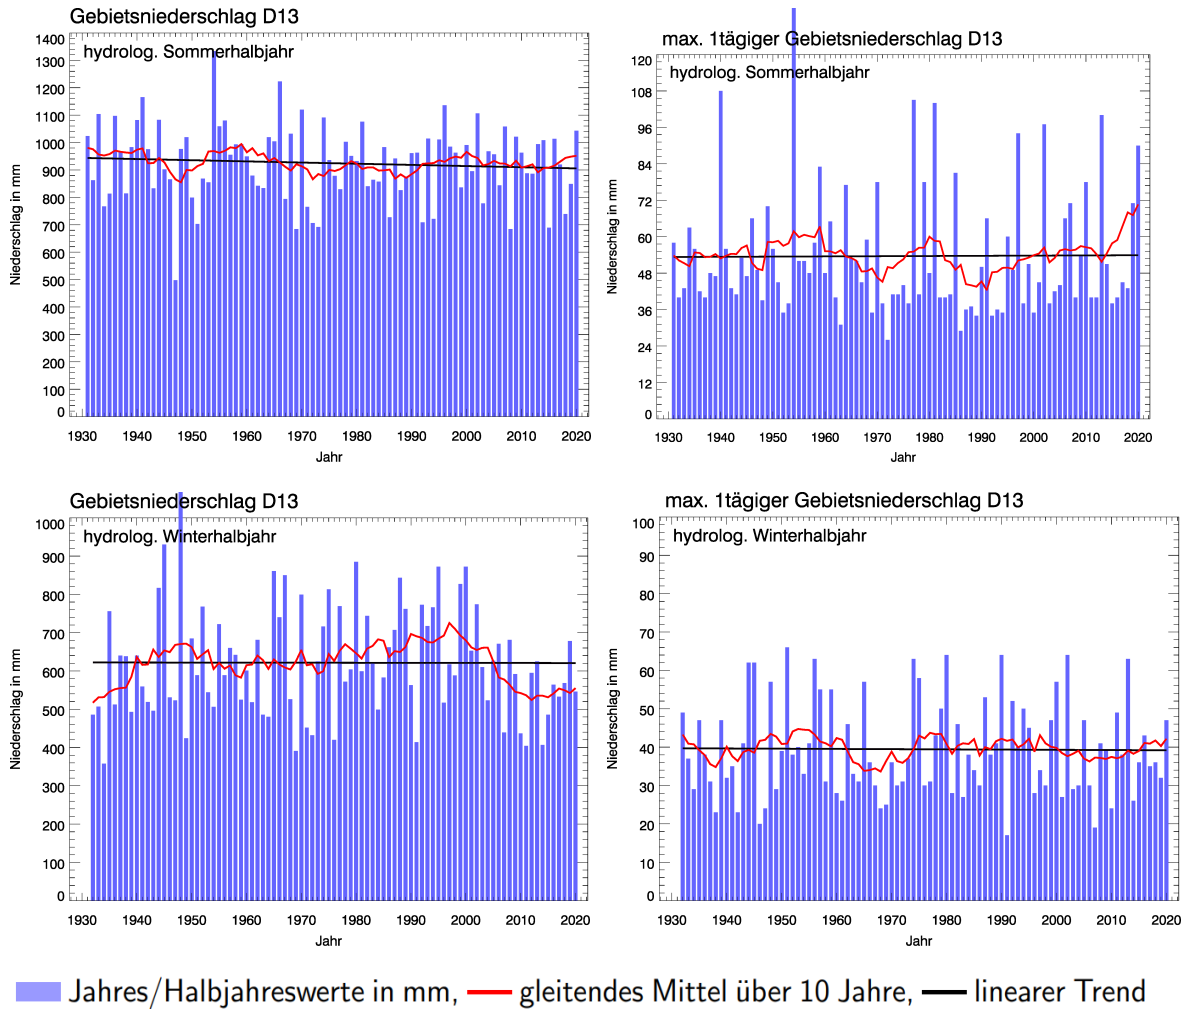 Gebietsniederschlag D13
hydrolog. Sommerhalbjahr
Niederschlag in mm
1400
1300
1200
1100
1000
900
800
700
600
500
400
300
200
100
0
1930 1940 1950 1960 1970 1980 1990 2000 2010 2020
Jahr
max. 1tägiger Gebietsniederschlag D13
hydrolog. Sommerhalbjahr
Niederschlag in mm
120
108
96
84
72
60
48
36
24
12
0
1930 1940 1950 1960 1970 1980 1990 2000 2010 2020
Jahr
Gebietsniederschlag D13
hydrolog. Winterhalbjahr
Niederschlag in mm
1000
900
800
700
600
500
400
300
200
100
0
1930 1940 1950 1960 1970 1980 1990 2000 2010 2020
Jahr
max. 1tägiger Gebietsniederschlag D13
hydrolog. Winterhalbjahr
Niederschlag in mm
100
90
80
70
60
50
40
30
20
10
0
1930 1940 1950 1960 1970 1980 1990 2000 2010 2020
Jahr
Jahres/Halbjahreswerte in mm, gleitendes Mittel über 10 Jahre, linearer Trend